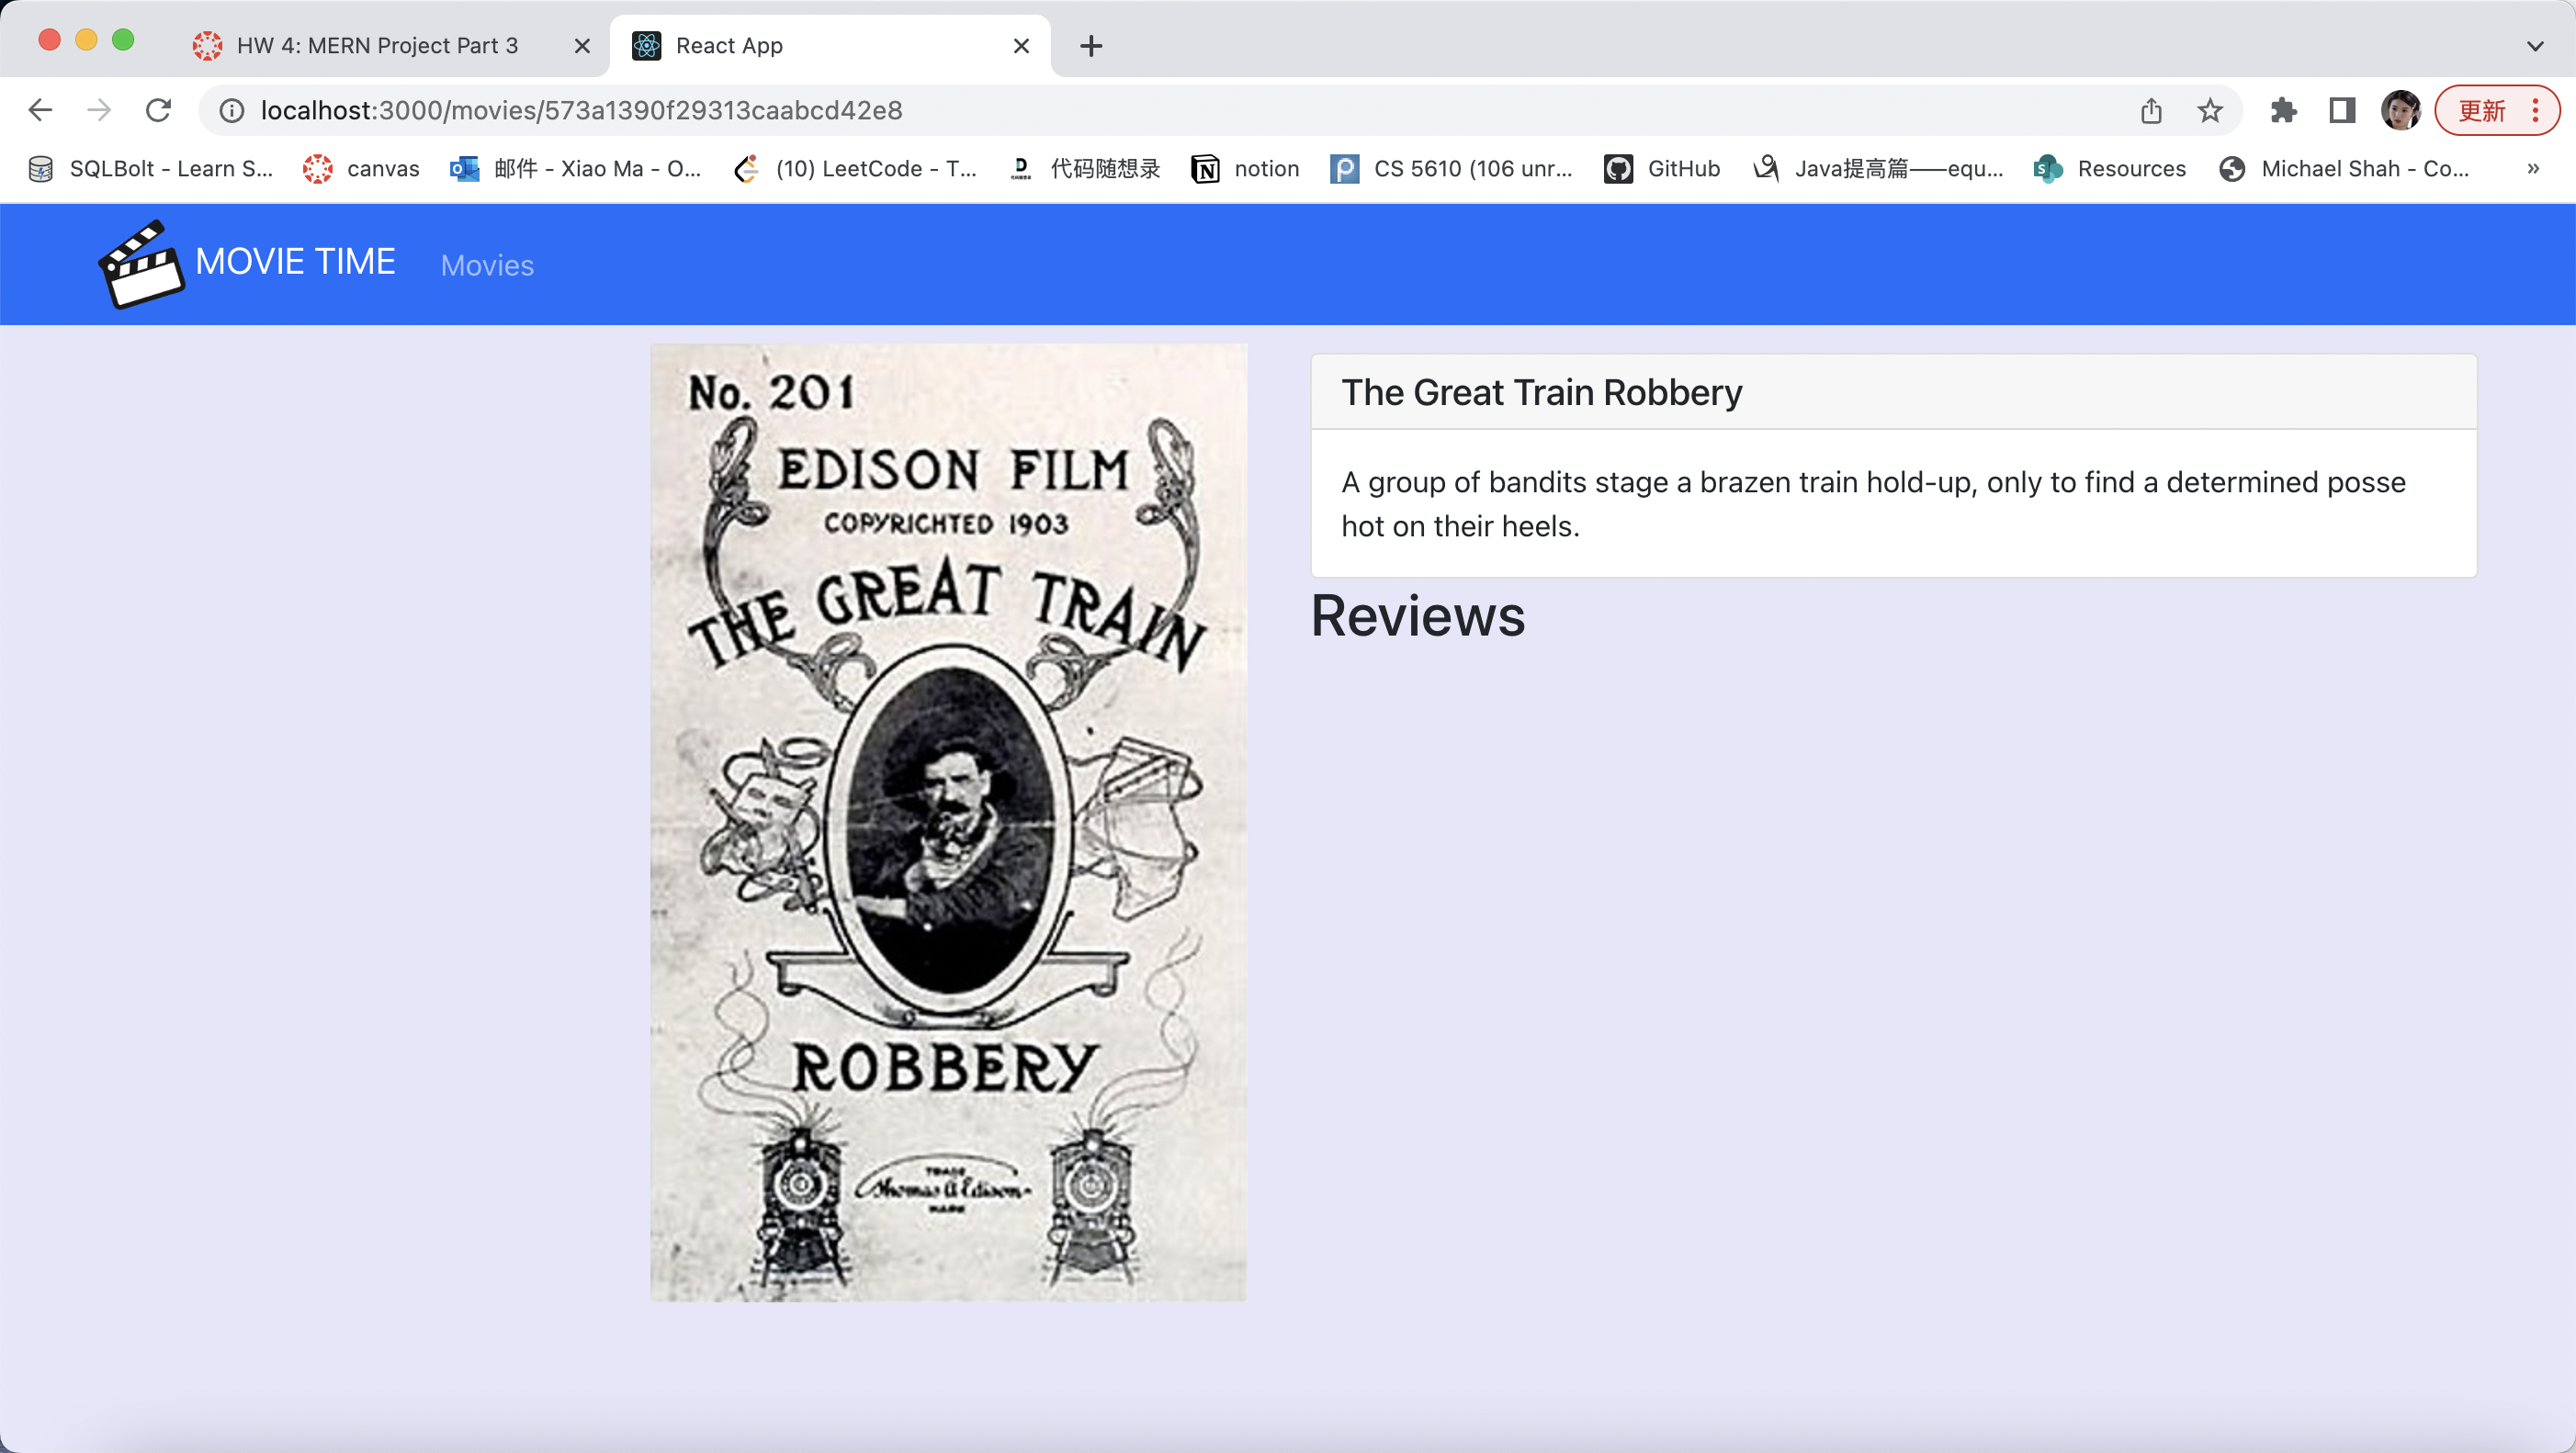 HW 4: MERN Project Part 3
React App
localhost:3000/movies/573a1390f29313caabcd42e8
更新
SQLBolt - Learn S...
canvas
邮件 - Xiao Ma - O...
(10) LeetCode - T...
代码随想录
notion
CS 5610 (106 unr...
GitHub
Java提高篇——equ...
Resources
Michael Shah - Co...
»
MOVIE TIME
Movies
No. 201
EDISON FILM
COPYRIGHTED 1903
THE GREAT TRAIN
ROBBERY
TRADE
Thomas A Edison
MARK
The Great Train Robbery
A group of bandits stage a brazen train hold-up, only to find a determined posse
hot on their heels.
Reviews